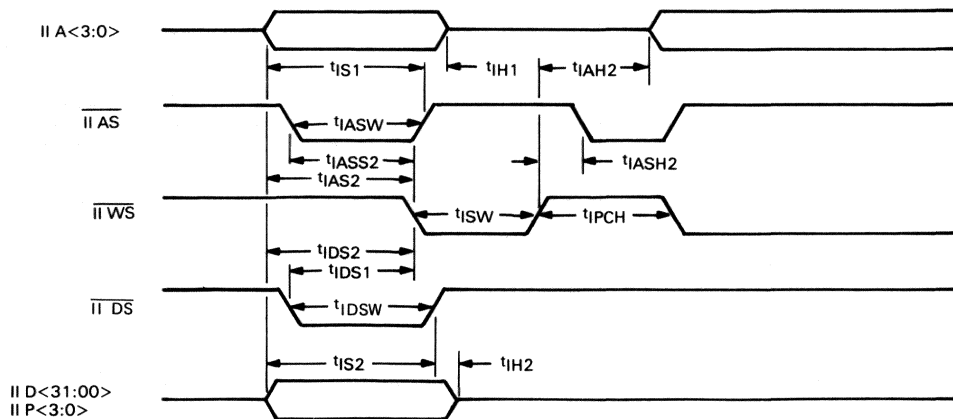 II A<3:0>
tIS1
tIH1
tIAH2
II AS
tIASW
tIASS2
tIASH2
tIAS2
II WS
tISW
tIPCH
tIDS2
tIDS1
II DS
tIDSW
tIS2
tIH2
II D<31:00>
II P<3:0>